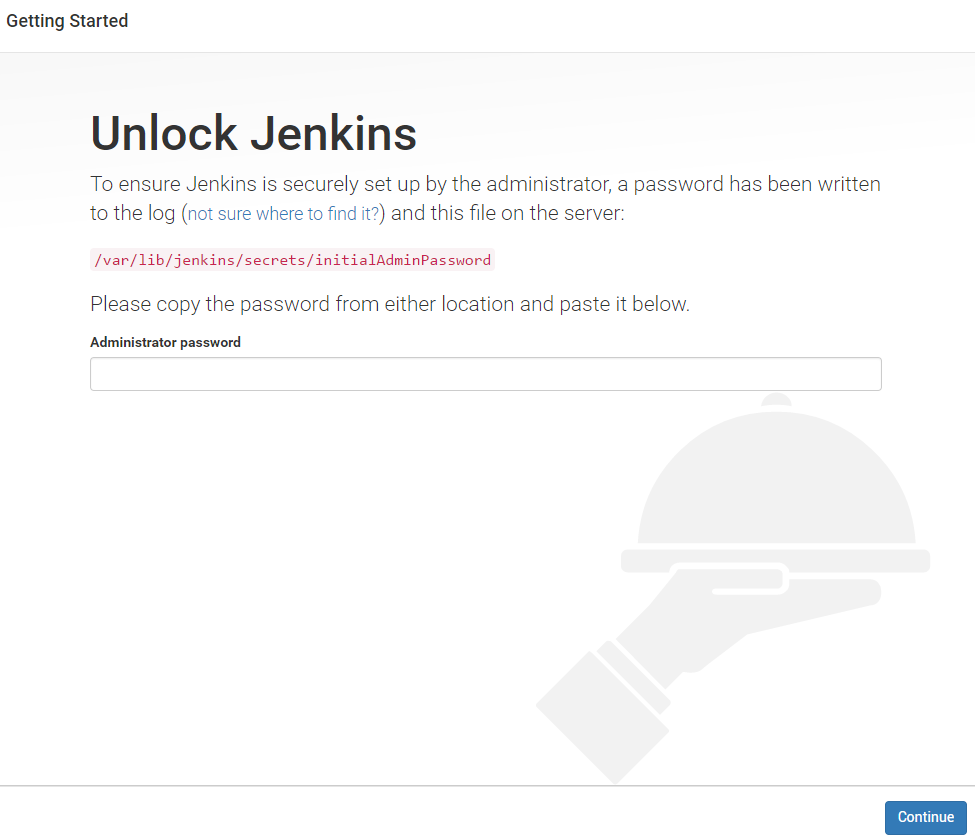 Getting Started
Unlock Jenkins
To ensure Jenkins is securely set up by the administrator, a password has been written
to the log (not sure where to find it?) and this file on the server:
/var/lib/jenkins/secrets/initialAdminPassword
Please copy the password from either location and paste it below.
Administrator password
Continue